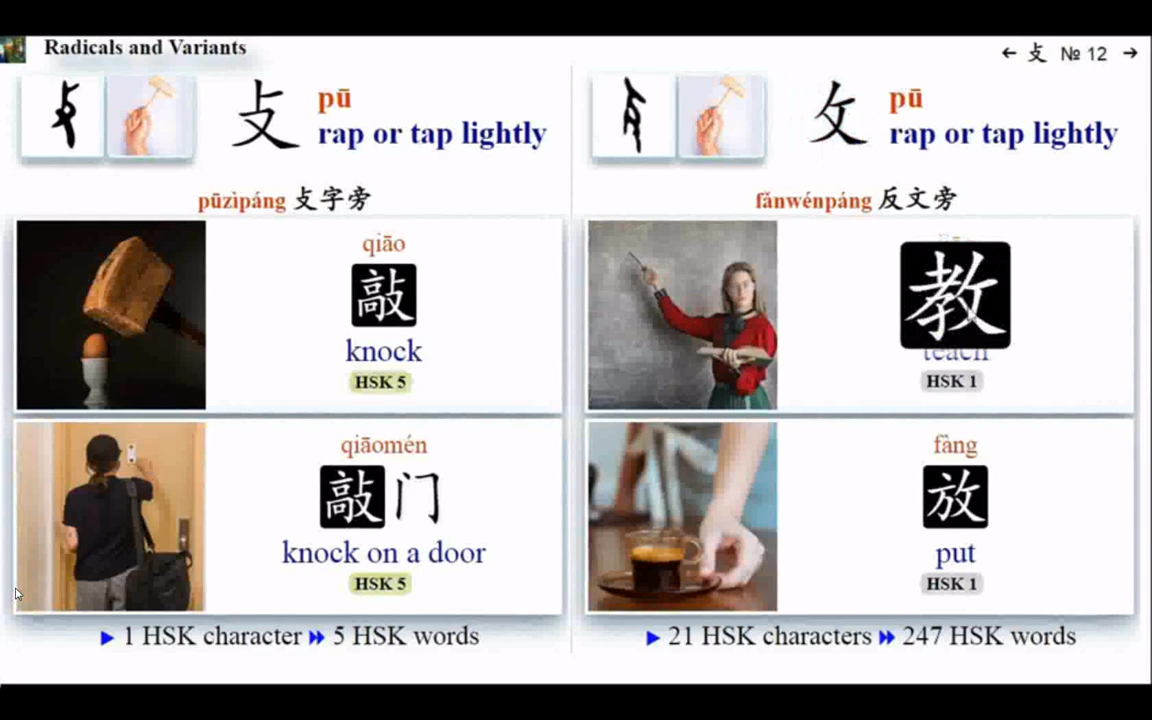 Radicals and Variants
← 攴 № 12 →
攴
pū
rap or tap lightly
pūzìpáng 攴字旁
qiāo
敲
knock
HSK 5
qiāomén
敲门
knock on a door
HSK 5
► 1 HSK character 5 HSK words
攵
pū
rap or tap lightly
fǎnwénpáng 反文旁
教
teach
HSK 1
fàng
放
put
HSK 1
► 21 HSK characters 247 HSK words